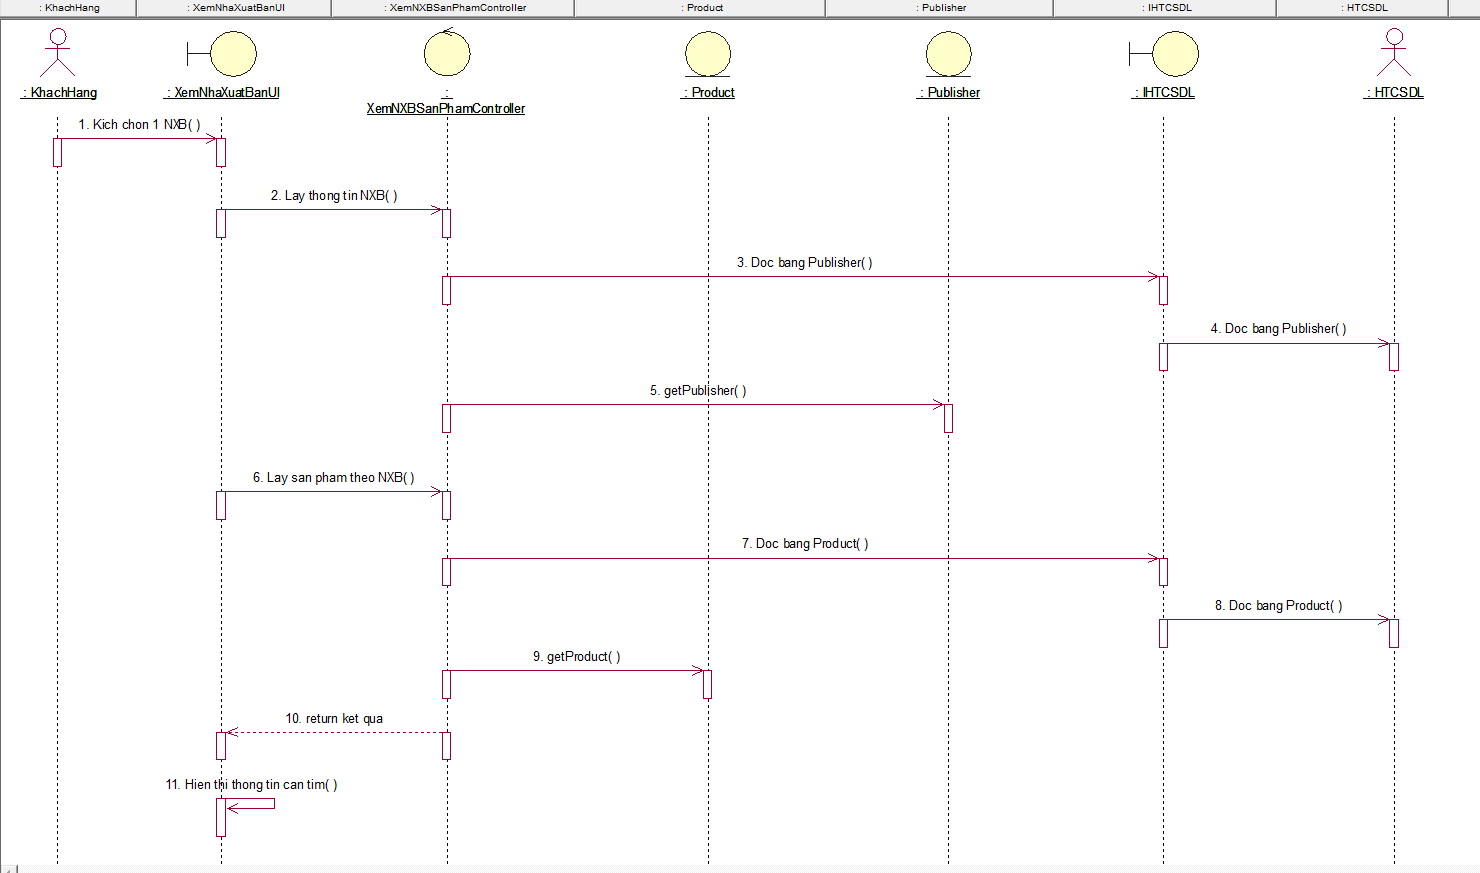 : KhachHang
: XemNhaXuatBanUI
: XemNXBSanPhamController
: Product
: Publisher
: IHTCSDL
: HTCSDL
: KhachHang
: XemNhaXuatBanUI
:
XemNXBSanPhamController
: Product
: Publisher
: IHTCSDL
: HTCSDL
1. Kich chon 1 NXB( )
2. Lay thong tin NXB( )
3. Doc bang Publisher( )
4. Doc bang Publisher( )
5. getPublisher( )
6. Lay san pham theo NXB( )
7. Doc bang Product( )
8. Doc bang Product( )
9. getProduct( )
10. return ket qua
11. Hien thi thong tin can tim( )